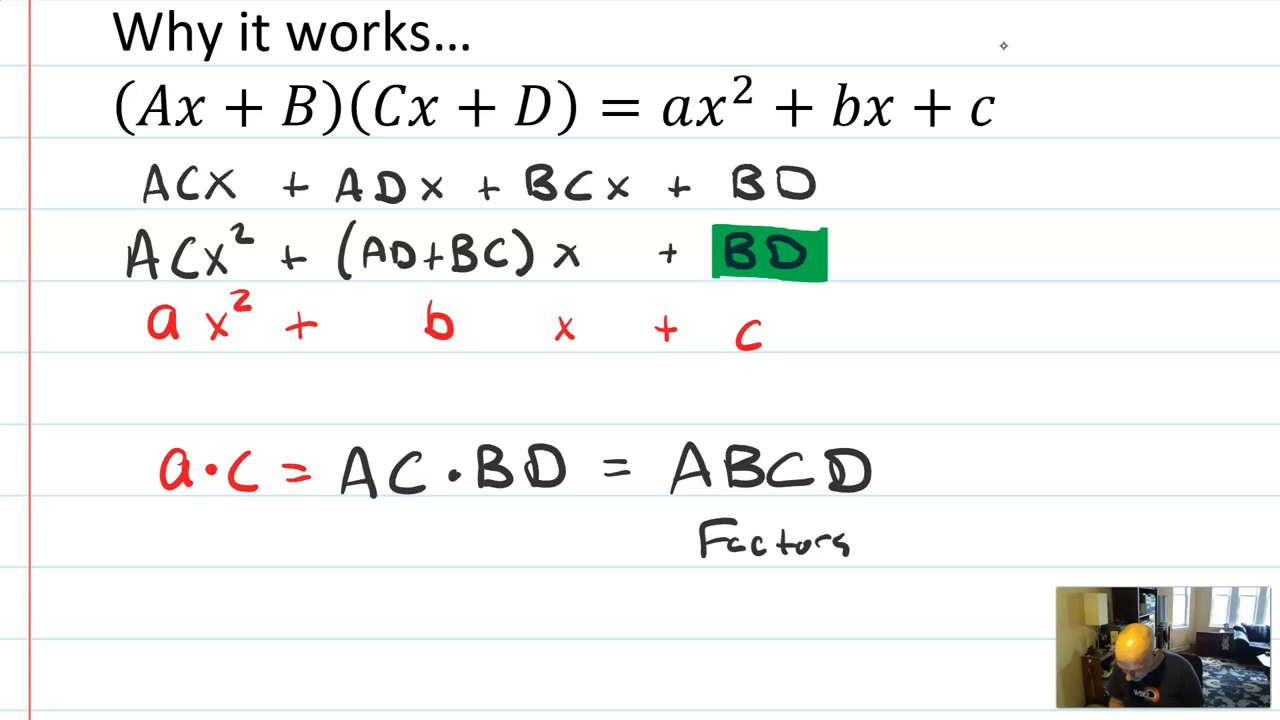 Why it works...
(Ax + B)(Cx + D) = ax² + bx + c
ACx + ADx + BCx + BD
ACx² + (AD+BC) x + BD
a x² + b x + c
a·c = AC·BD = ABCD
Factors